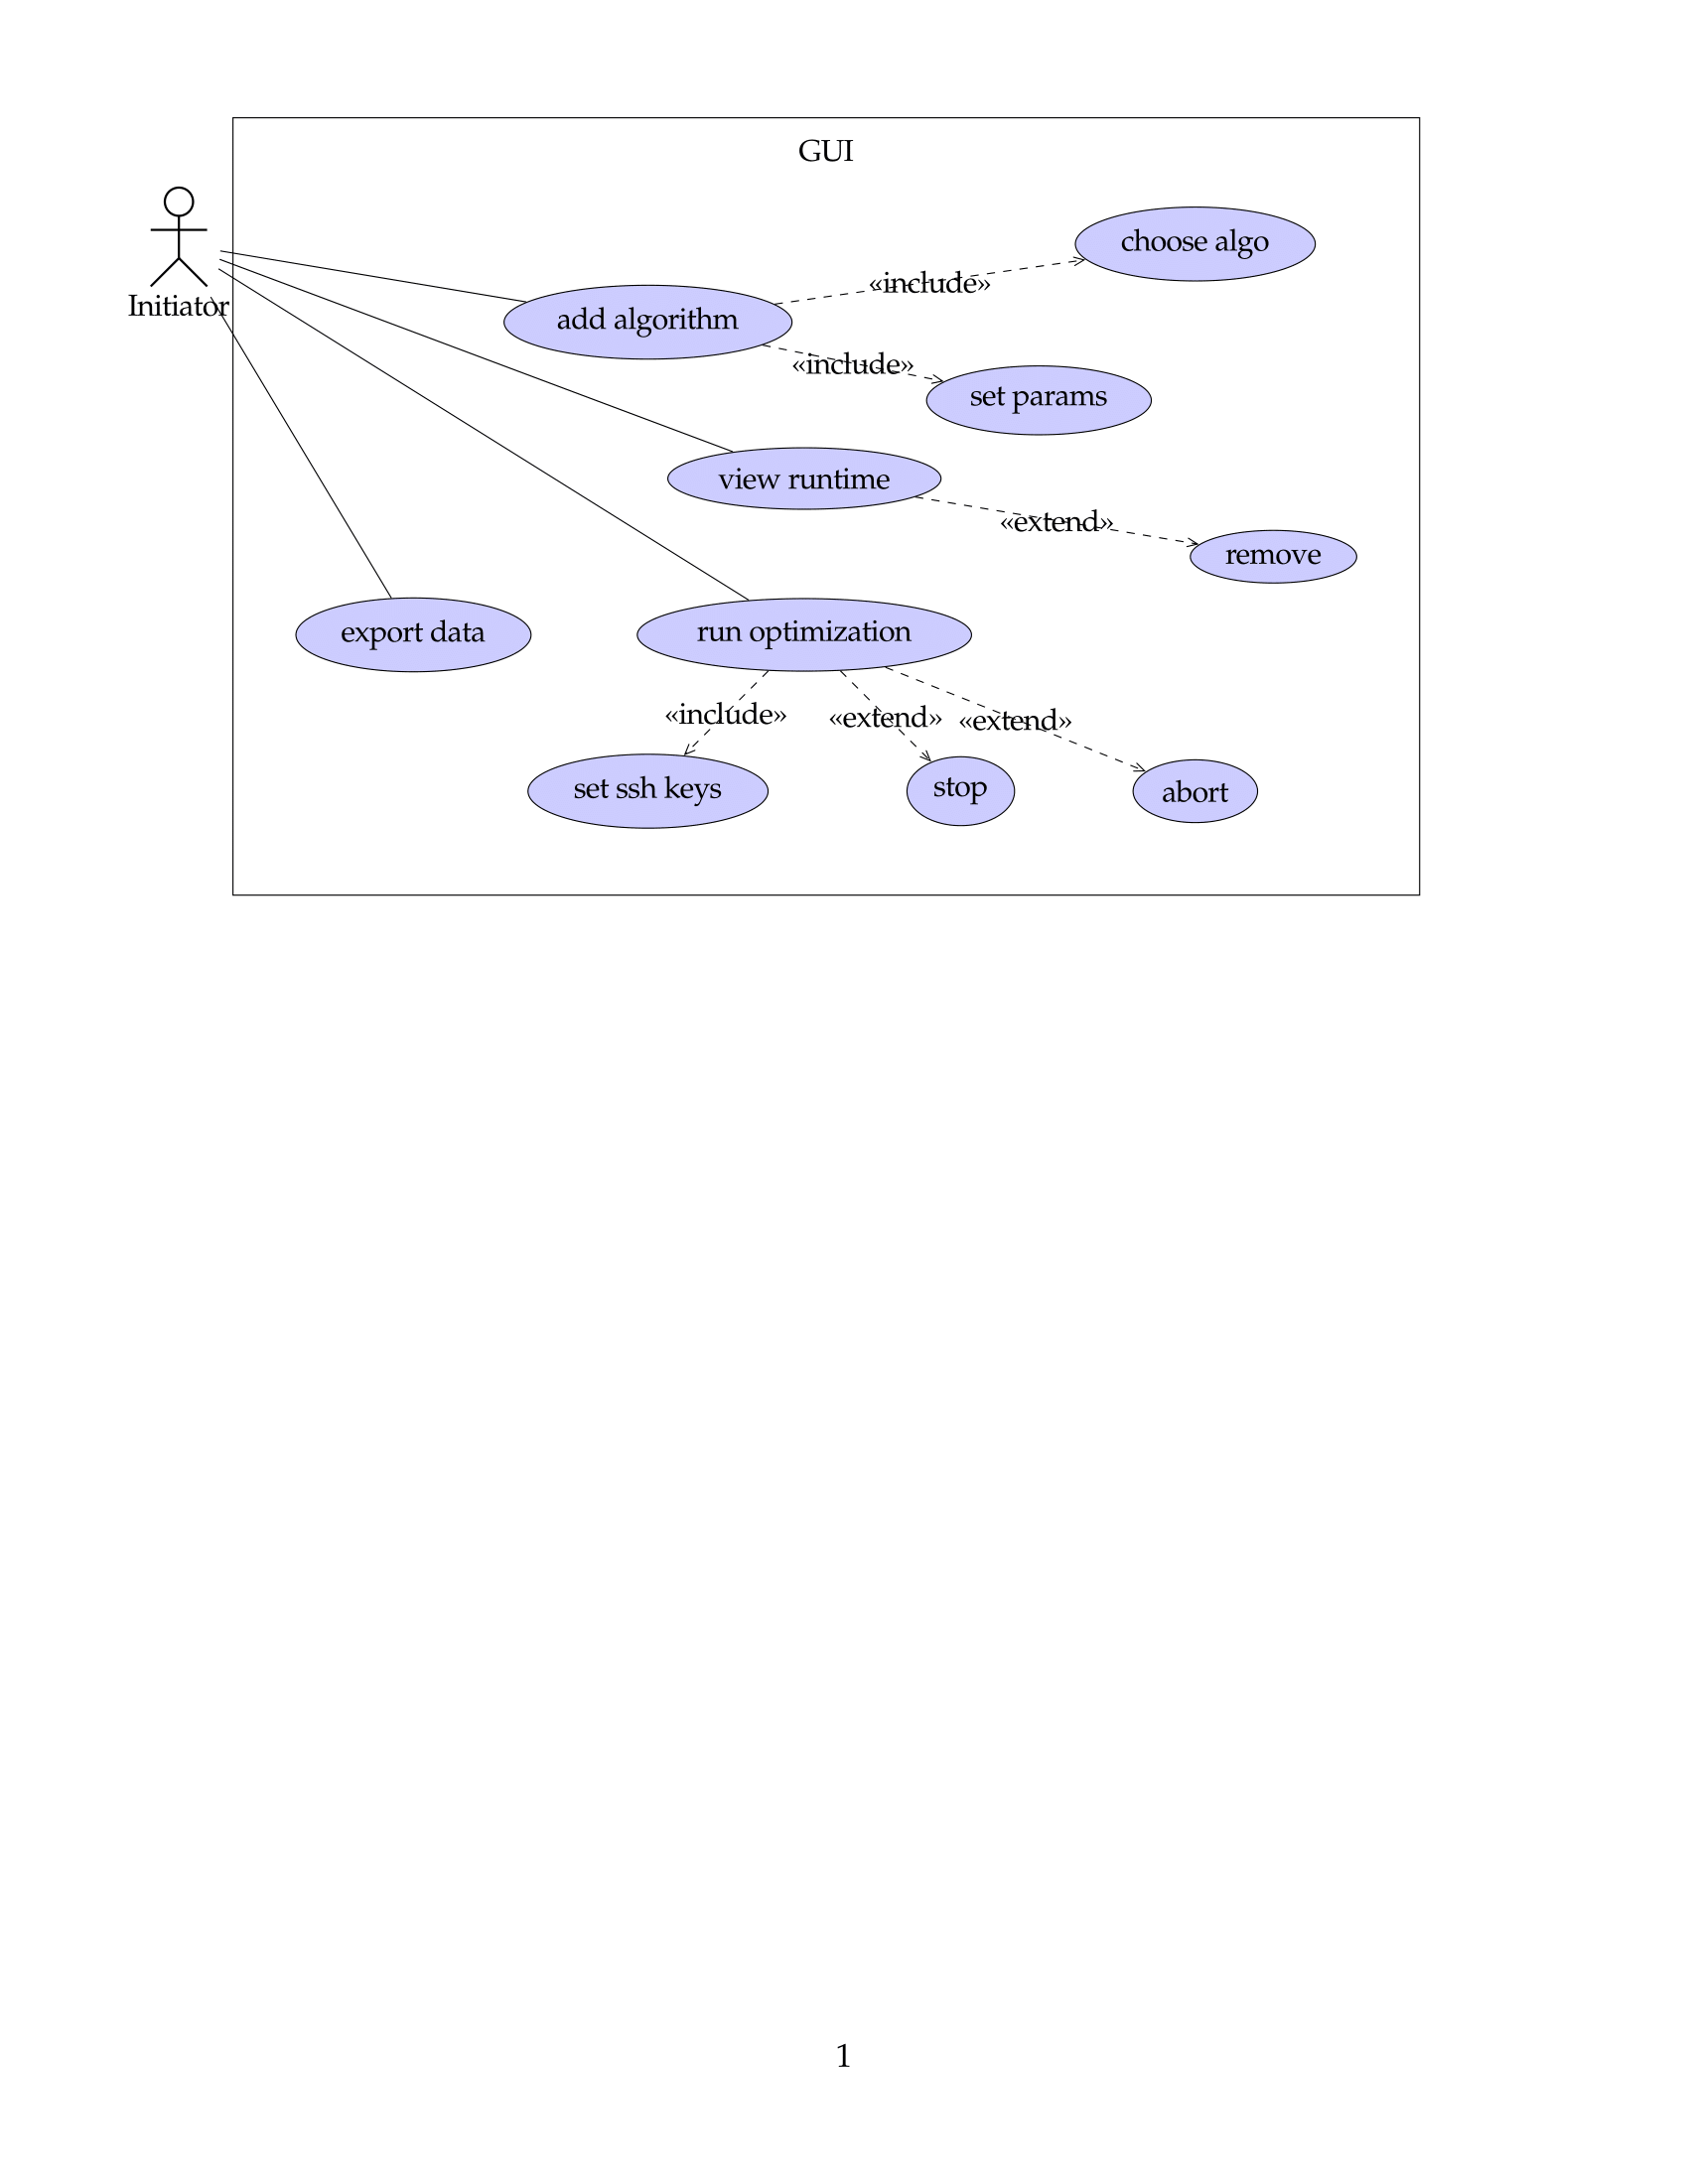 GUI
Initiator
choose algo
«include»
add algorithm
«include»
set params
view runtime
«extend»
remove
export data
run optimization
«include»
«extend»
«extend»
set ssh keys
stop
abort
1